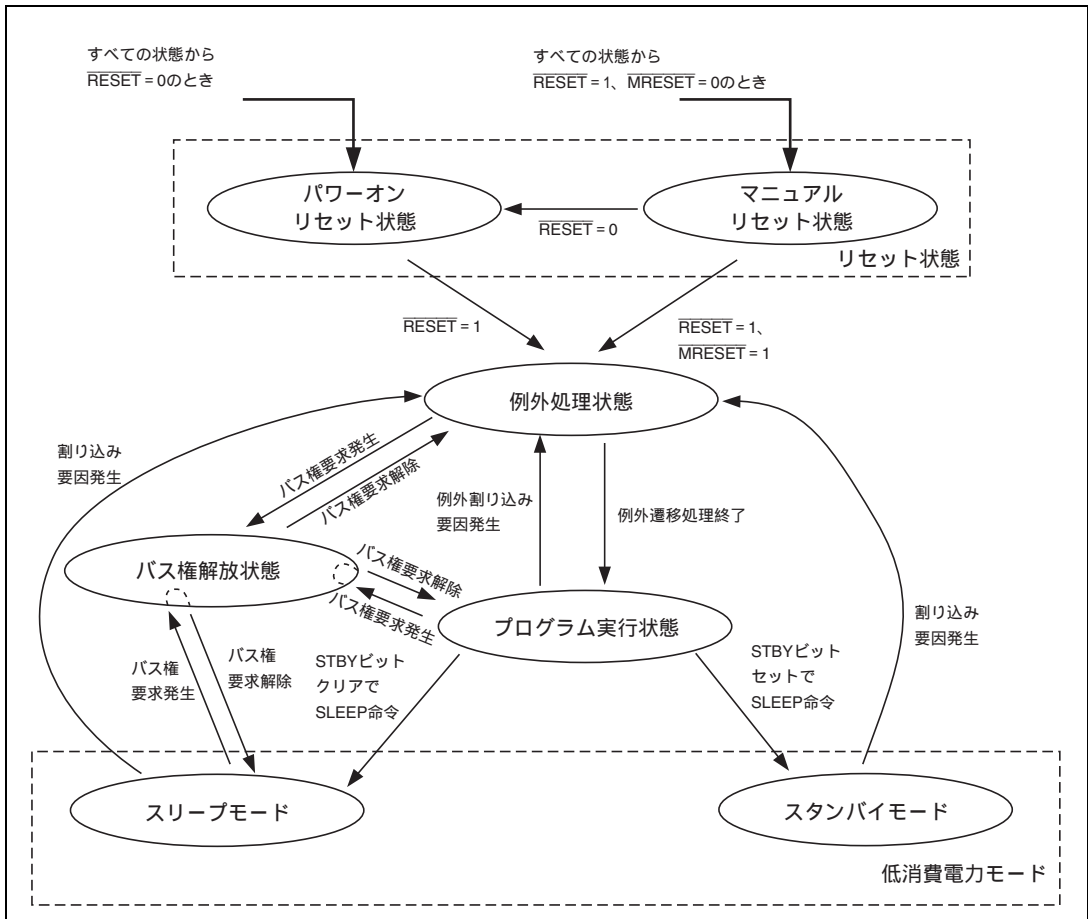 すべての状態から
RESET = 0のとき
すべての状態から
RESET = 1、MRESET = 0のとき
パワーオン
リセット状態
マニュアル
リセット状態
RESET = 0
リセット状態
RESET = 1
RESET = 1、
MRESET = 1
例外処理状態
割り込み
要因発生
バス権要求発生
バス権要求解除
例外割り込み
要因発生
例外遷移処理終了
バス権解放状態
バス権要求解除
バス権要求発生
プログラム実行状態
割り込み
要因発生
バス権
要求発生
バス権
要求解除
STBYビット
クリアで
SLEEP命令
STBYビット
セットで
SLEEP命令
スリープモード
スタンバイモード
低消費電力モード